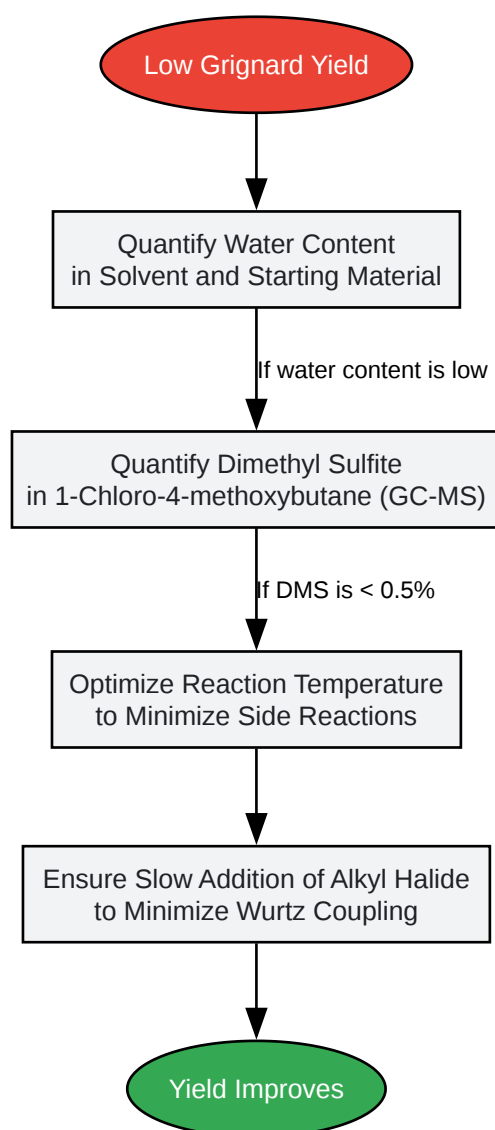 Low Grignard Yield
Quantify Water Content
in Solvent and Starting Material
If water content is low
Quantify Dimethyl Sulfite
in 1-Chloro-4-methoxybutane (GC-MS)
If DMS is < 0.5%
Optimize Reaction Temperature
to Minimize Side Reactions
Ensure Slow Addition of Alkyl Halide
to Minimize Wurtz Coupling
Yield Improves